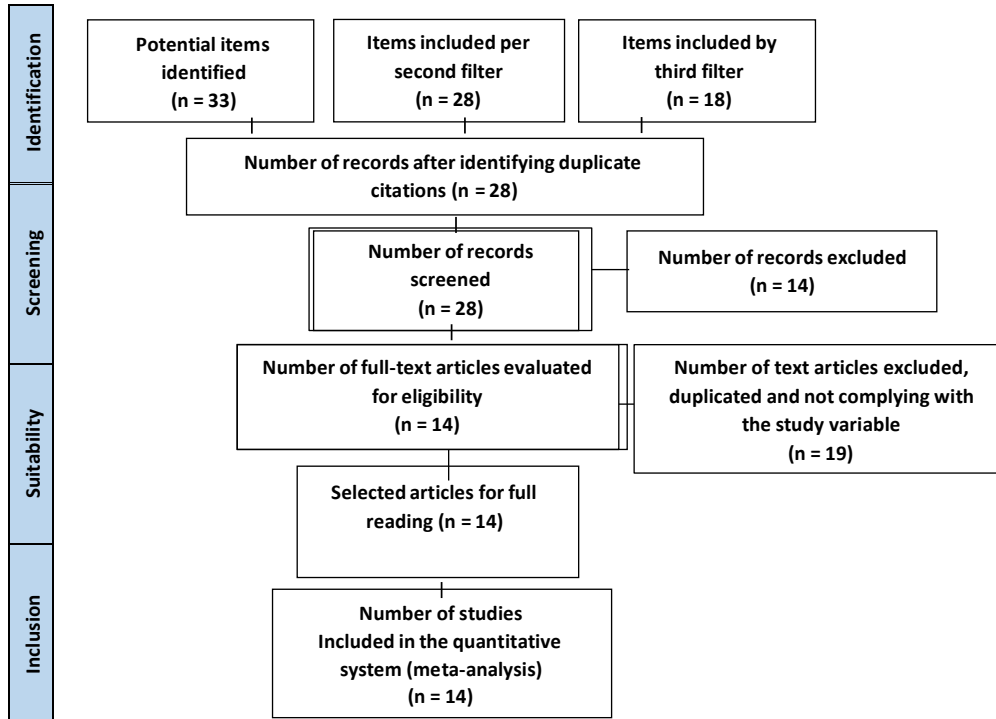 Identification
Potential items
identified
(n = 33)
Items included per
second filter
(n = 28)
Items included by
third filter
(n = 18)
Number of records after identifying duplicate
citations (n = 28)
Screening
Number of records
screened
(n = 28)
Number of records excluded
(n = 14)
Suitability
Number of full-text articles evaluated
for eligibility
(n = 14)
Number of text articles excluded,
duplicated and not complying with
the study variable
(n = 19)
Selected articles for full
reading (n = 14)
Inclusion
Number of studies
Included in the quantitative
system (meta-analysis)
(n = 14)